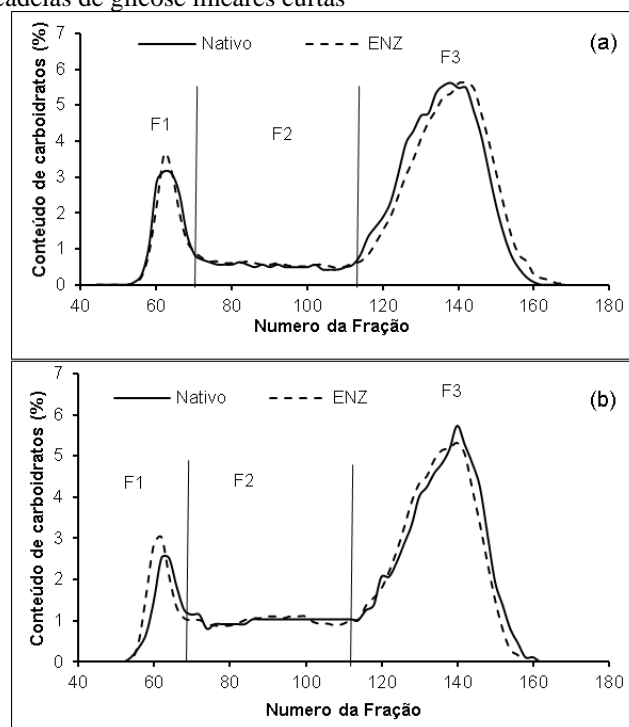 cadeias de glicose lineares curtas
Nativo ENZ (a)
F1 F2 F3
Conteúdo de carboidratos (%)
7
6
5
4
3
2
1
0
40 60 80 100 120 140 160 180
Numero da Fração
Nativo ENZ (b)
F1 F2 F3
Conteúdo de carboidratos (%)
7
6
5
4
3
2
1
0
40 60 80 100 120 140 160 180
Numero da Fração